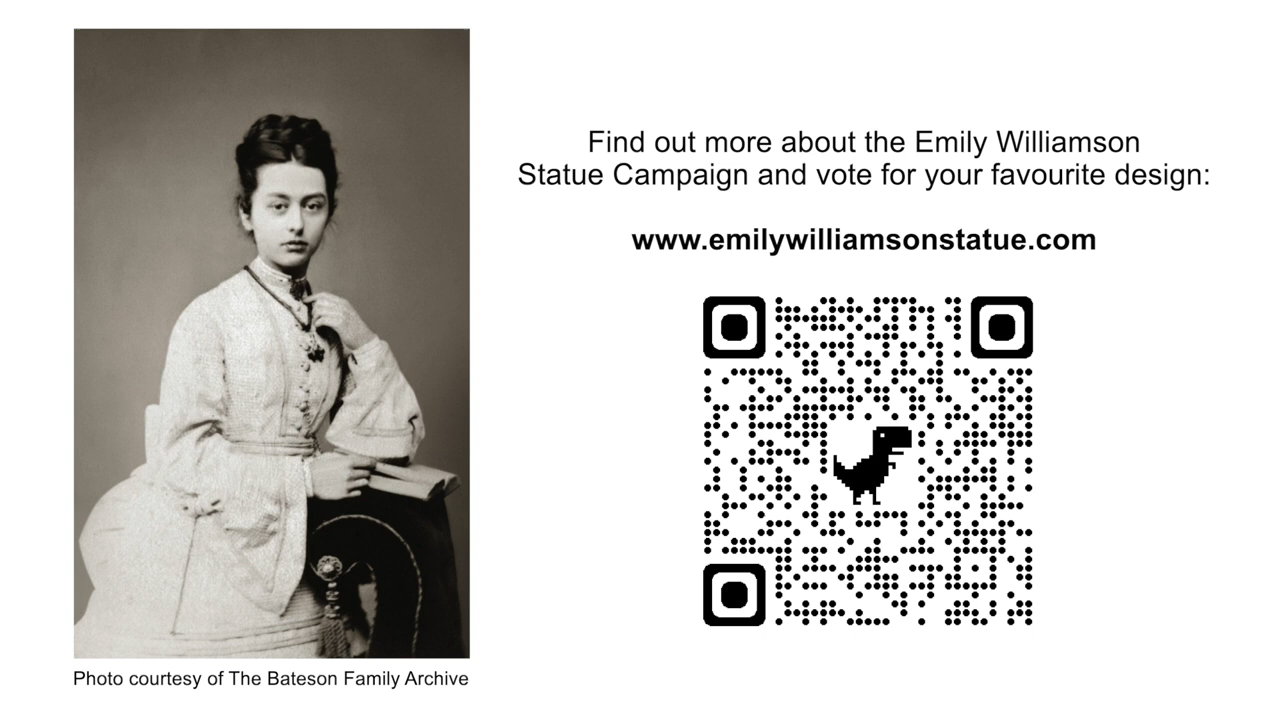 Find out more about the Emily Williamson
Statue Campaign and vote for your favourite design:
www.emilywilliamsonstatue.com
Photo courtesy of The Bateson Family Archive